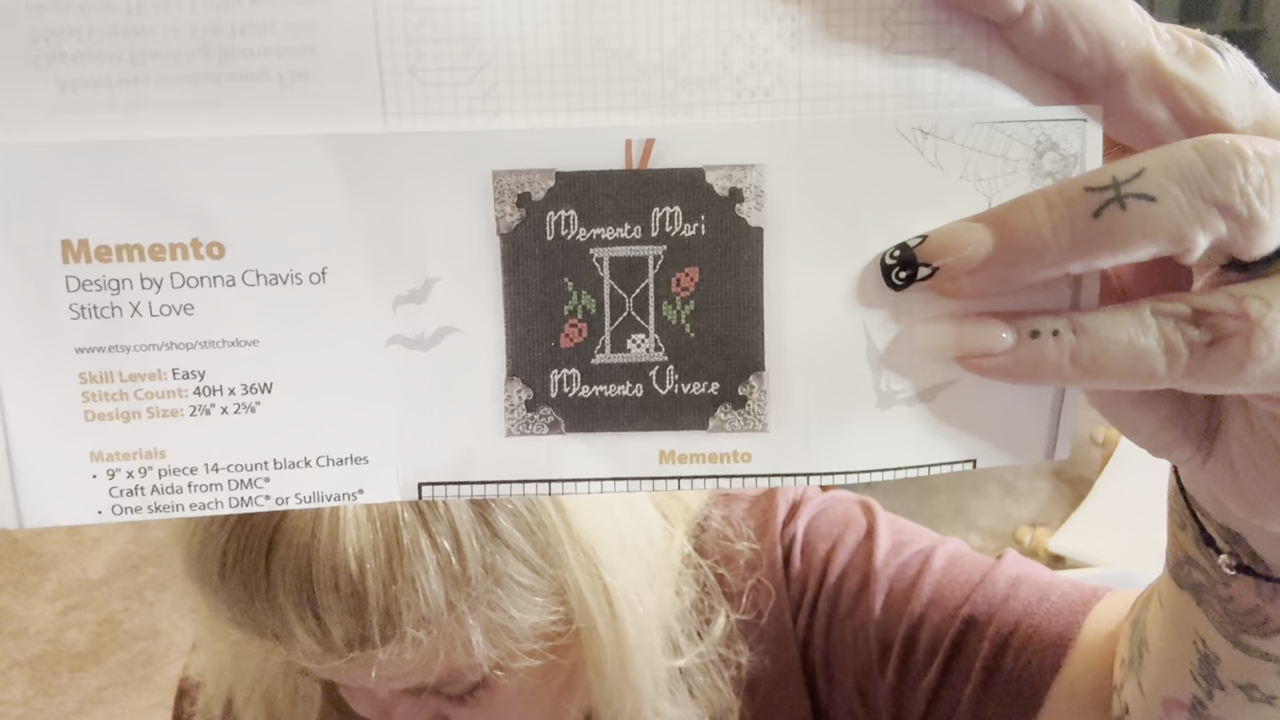 Memento
Design by Donna Chavis of
Stitch X Love
www.etsy.com/shop/stitchxlove
Skill Level: Easy
Stitch Count: 40H x 36W
Design Size: 2⅞" x 2⅝"
Materials
• 9" x 9" piece 14-count black Charles
Craft Aida from DMC®
• One skein each DMC® or Sullivans®
Memento Mori
Memento Vivere
Memento